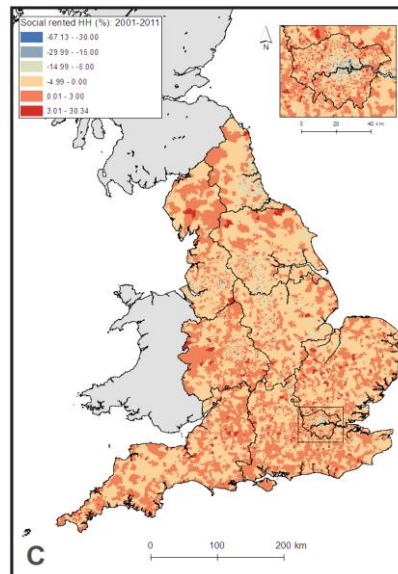 Social rented HH (%): 2001-2011
-67.13 - -30.00
-29.99 - -15.00
-14.99 - -5.00
-4.99 - 0.00
0.01 - 3.00
3.01 - 30.34
N
0 20 40 km
C
0 100 200 km